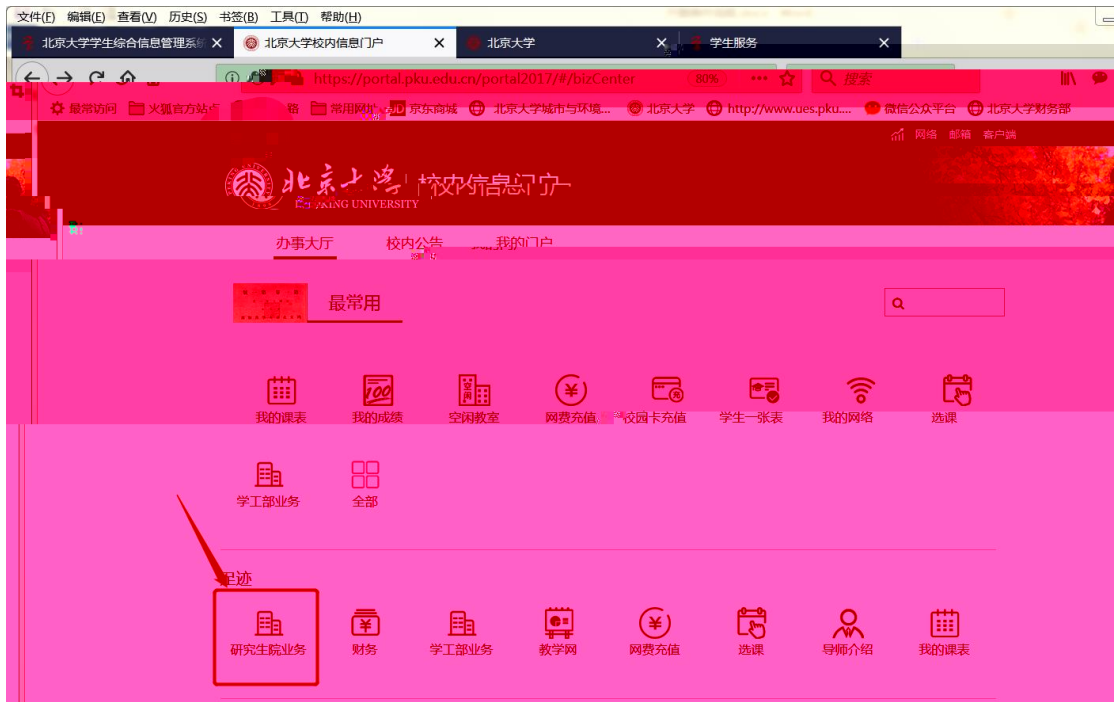 文件(F) 编辑(E) 查看(V) 历史(S) 书签(B) 工具(T) 帮助(H)
北京大学学生综合信息管理系统 北京大学校内信息门户 北京大学 学生服务
https://portal.pku.edu.cn/portal2017/#/bizCenter 80% 搜索
最常访问 火狐官方站点 常用网址 JD 京东商城 北京大学城市与环境... 北京大学 http://www.ues.pku.... 微信公众平台 北京大学财务部
网络 邮箱 客户端
北京大学 校内信息门户
PEKING UNIVERSITY
办事大厅 校内公告 我的门户
最常用
我的课表 我的成绩 空闲教室 网费充值 校园卡充值 学生一张表 我的网络 选课
学工部业务 全部
足迹
研究生院业务 财务 学工部业务 教学网 网费充值 选课 导师介绍 我的课表